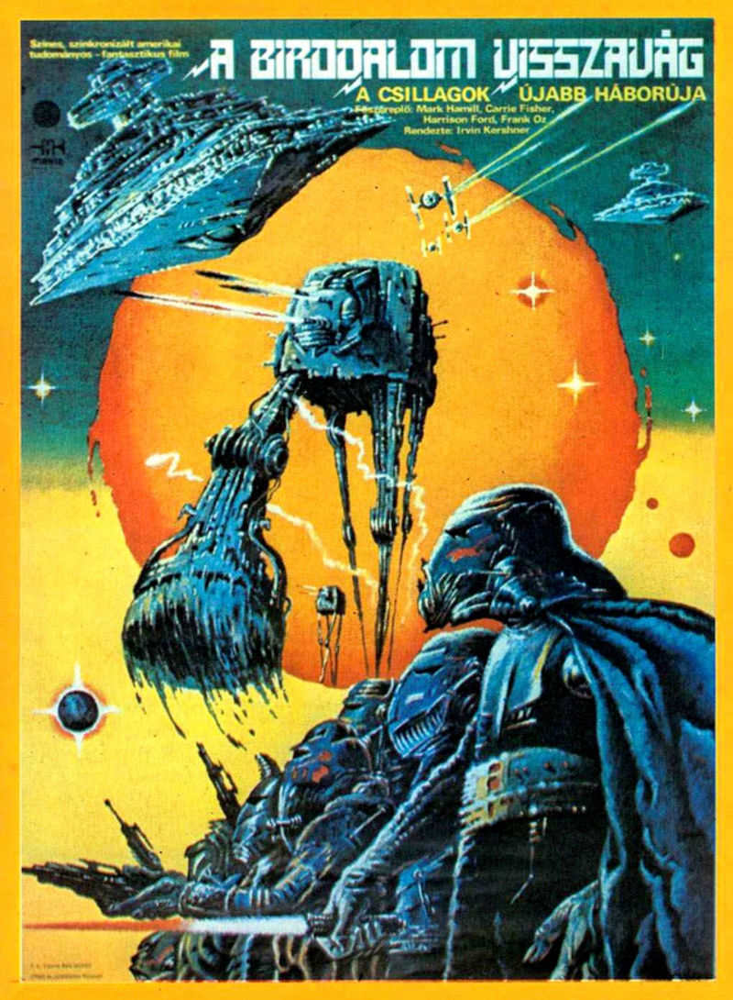 Színes, szinkronizált amerikai
tudományos – fantasztikus film
A BIRODALOM VISSZAVÁG
A CSILLAGOK ÚJABB HÁBORÚJA
Főszereplő: Mark Hamill, Carrie Fisher,
Harrison Ford, Frank Oz
Rendezte: Irvin Kershner
MOKÉP